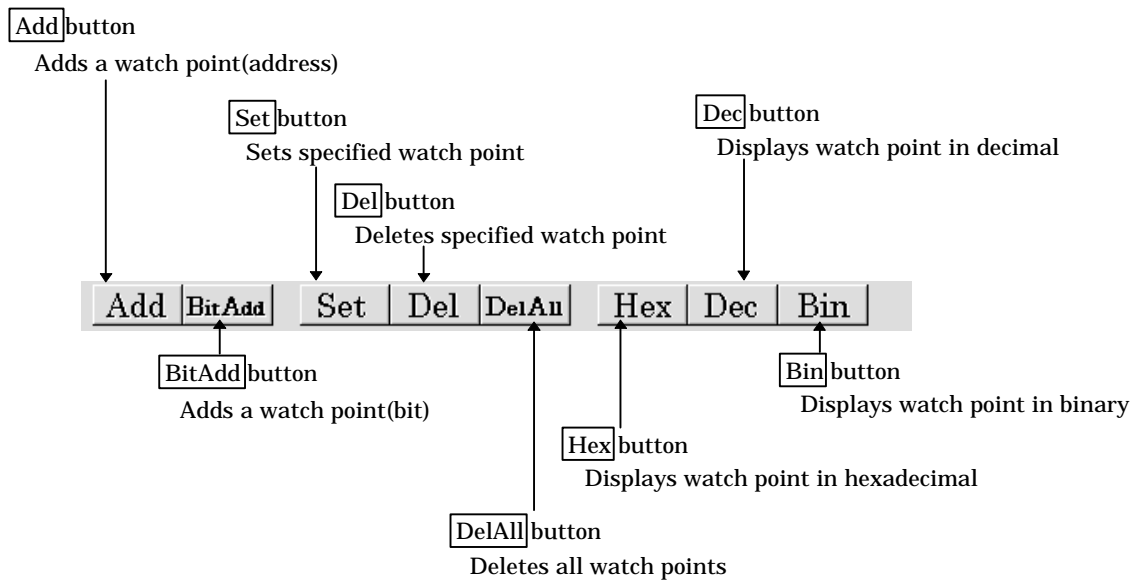 Add button
Adds a watch point(address)
Set button
Sets specified watch point
Dec button
Displays watch point in decimal
Del button
Deletes specified watch point
Add BitAdd Set Del DelAll Hex Dec Bin
BitAdd button
Adds a watch point(bit)
Bin button
Displays watch point in binary
Hex button
Displays watch point in hexadecimal
DelAll button
Deletes all watch points